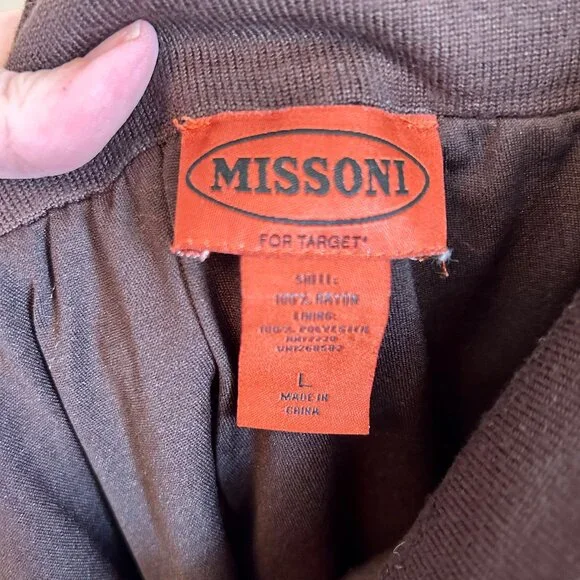 MISSONI
FOR TARGET*
SHELL:
100% RAYON
LINING:
100% POLYESTER
L
MADE IN
CHINA